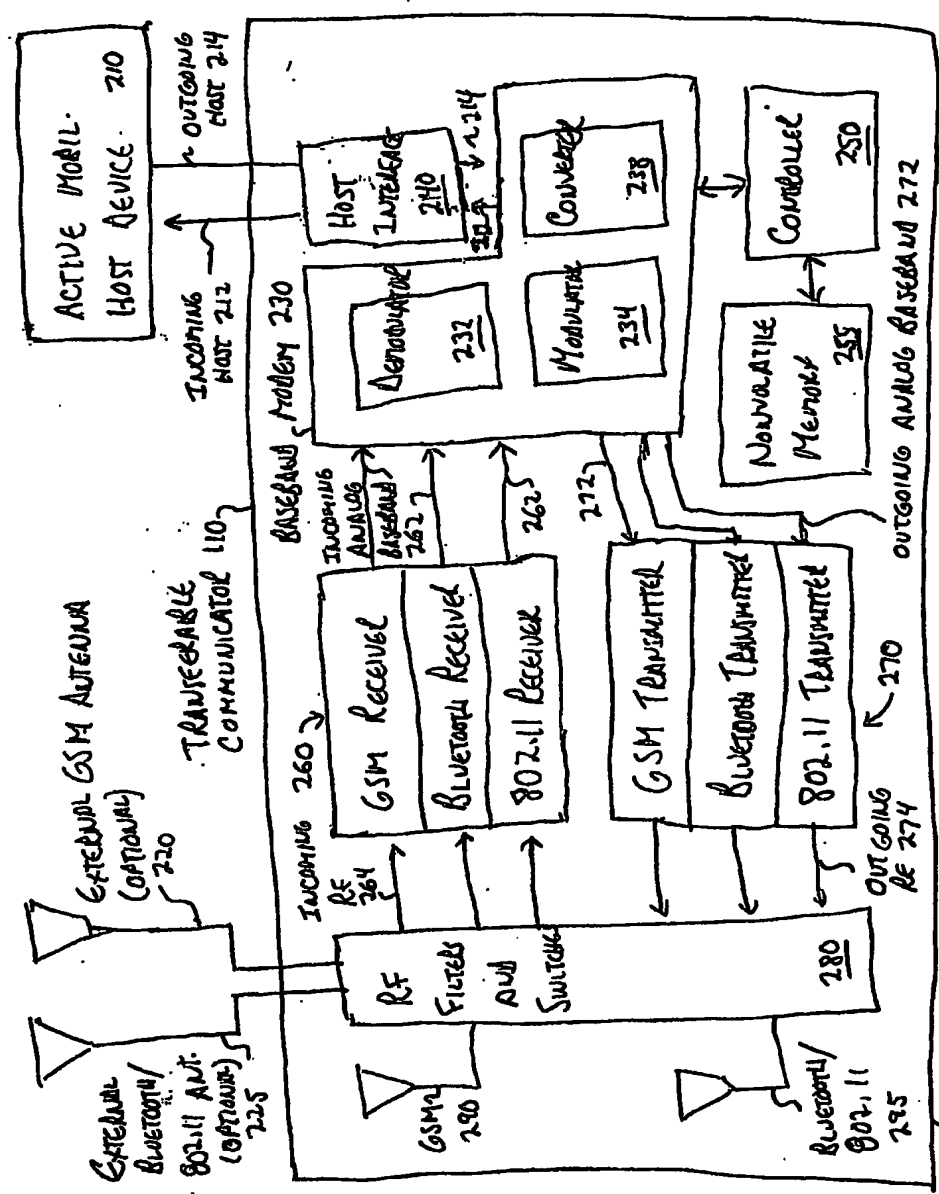 ACTIVE MOBIL.
HOST DEVICE. 210
INCOMING
HOST 212
~ OUTGOING
HOST 214
TRANSFERABLE
COMMUNICATOR 110
EXTERNAL GSM ANTENNA
(OPTIONAL)
220
EXTERNAL
BLUETOOTH/
802.11 ANT.
(OPTIONAL)
225
HOST
INTERFACE
240
212
~214
BASEBAND MODEM 230
DEMODULATOR
232
CONVERTER
238
MODULATOR
234
CONTROLLER
250
NONVOLATILE
MEMORY
255
INCOMING
ANALOG
BASEBAND
262
262
272
OUTGOING ANALOG BASEBAND 272
260
GSM RECEIVER
BLUETOOTH RECEIVER
802.11 RECEIVER
GSM TRANSMITTER
BLUETOOTH TRANSMITTER
802.11 TRANSMITTER
270
INCOMING
RF
264
OUTGOING
RF 274
RF
FILTERS
AND
SWITCHES
280
GSM~
290
BLUETOOTH/
802.11
295